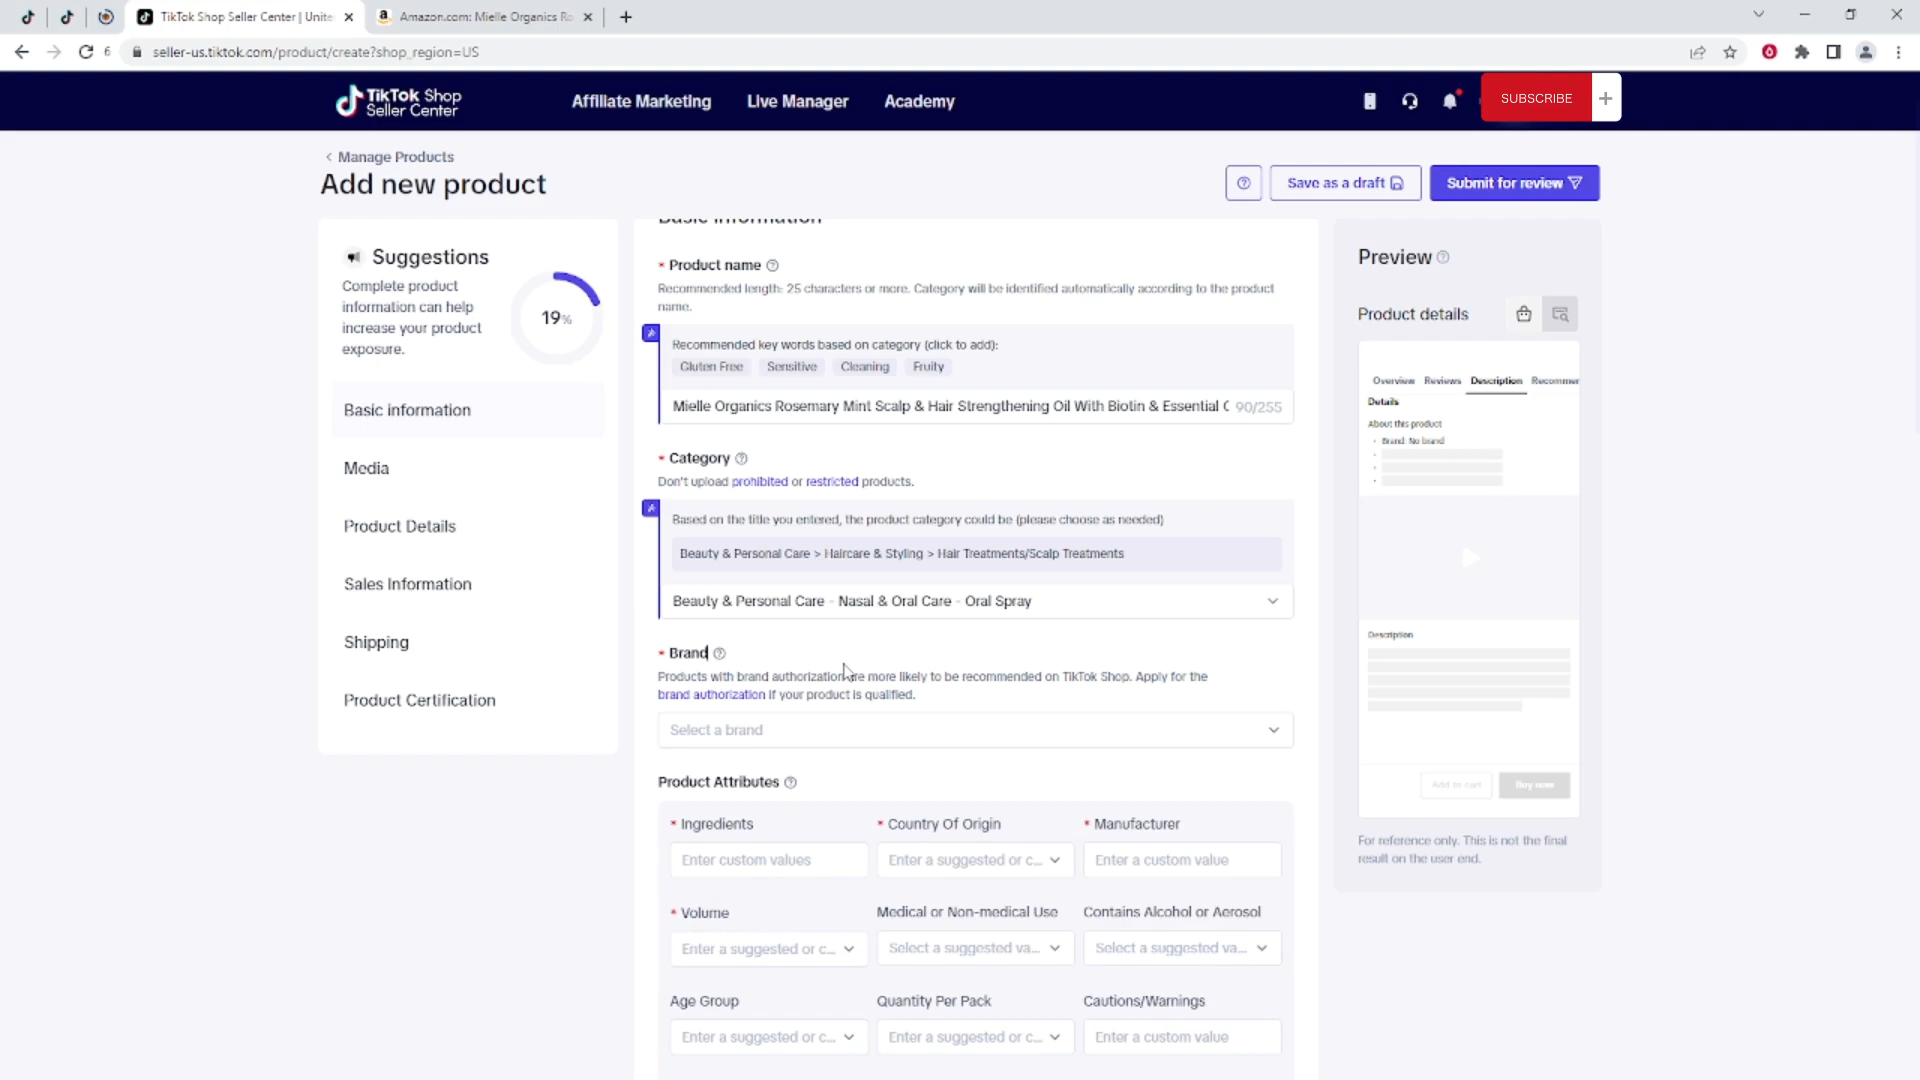 TikTok Shop Seller Center | Unite
Amazon.com: Mielle Organics Ro
6
seller-us.tiktok.com/product/create?shop_region=US
TikTok Shop
Seller Center
Affiliate Marketing
Live Manager
Academy
SUBSCRIBE
Manage Products
Add new product
Save as a draft
Submit for review
Suggestions
Complete product
information can help
increase your product
exposure.
19%
Basic information
Media
Product Details
Sales Information
Shipping
Product Certification
Basic information
* Product name
Recommended length: 25 characters or more. Category will be identified automatically according to the product
name.
Recommended key words based on category (click to add):
Gluten Free Sensitive Cleaning Fruity
Mielle Organics Rosemary Mint Scalp & Hair Strengthening Oil With Biotin & Essential 90/255
* Category
Don't upload prohibited or restricted products.
Based on the title you entered, the product category could be (please choose as needed)
Beauty & Personal Care > Haircare & Styling > Hair Treatments/Scalp Treatments
Beauty & Personal Care - Nasal & Oral Care - Oral Spray
* Brand
Products with brand authorization are more likely to be recommended on TikTok Shop. Apply for the
brand authorization if your product is qualified.
Select a brand
Product Attributes
* Ingredients * Country Of Origin * Manufacturer
Enter custom values Enter a suggested or c... Enter a custom value
* Volume Medical or Non-medical Use Contains Alcohol or Aerosol
Enter a suggested or c... Select a suggested va... Select a suggested va...
Age Group Quantity Per Pack Cautions/Warnings
Enter a suggested or c... Enter a suggested or c... Enter a custom value
Preview
Product details
Overview Reviews Description Recommer
Details
About this product
Brand: No brand
Description
Add to cart Buy now
For reference only. This is not the final
result on the user end.